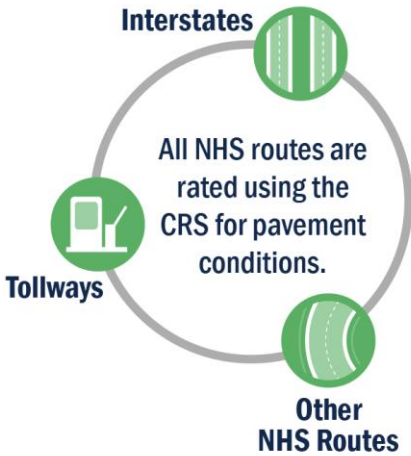 Interstates
All NHS routes are
rated using the
CRS for pavement
conditions.
Tollways
Other
NHS Routes